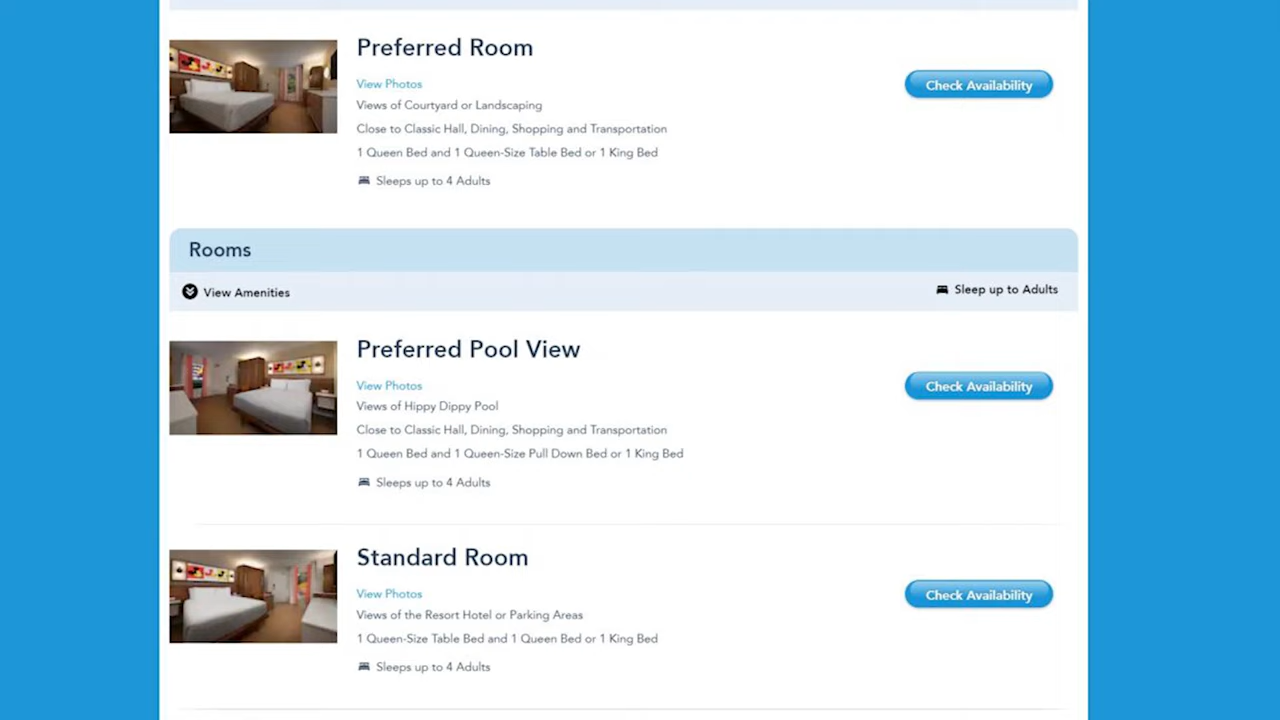 Preferred Room
View Photos
Check Availability
Views of Courtyard or Landscaping
Close to Classic Hall, Dining, Shopping and Transportation
1 Queen Bed and 1 Queen-Size Table Bed or 1 King Bed
Sleeps up to 4 Adults
Rooms
View Amenities
Sleep up to Adults
Preferred Pool View
View Photos
Check Availability
Views of Hippy Dippy Pool
Close to Classic Hall, Dining, Shopping and Transportation
1 Queen Bed and 1 Queen-Size Pull Down Bed or 1 King Bed
Sleeps up to 4 Adults
Standard Room
View Photos
Check Availability
Views of the Resort Hotel or Parking Areas
1 Queen-Size Table Bed and 1 Queen Bed or 1 King Bed
Sleeps up to 4 Adults